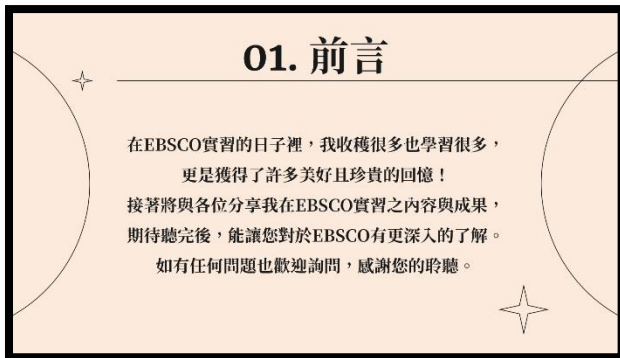 01. 前言
在EBSCO實習的日子裡，我收穫很多也學習很多，
更是獲得了許多美好且珍貴的回憶！
接著將與各位分享我在EBSCO實習之內容與成果，
期待聽完後，能讓您對於EBSCO有更深入的了解。
如有任何問題也歡迎詢問，感謝您的聆聽。